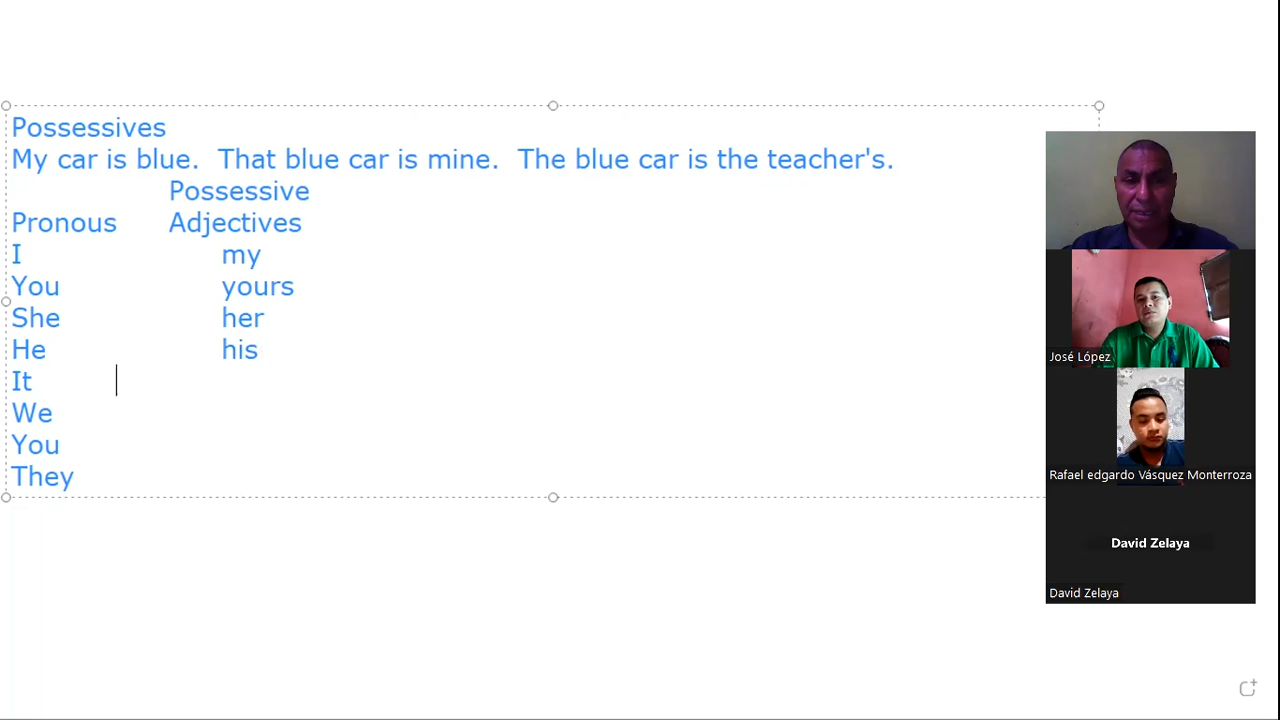 Possessives
My car is blue.  That blue car is mine.  The blue car is the teacher's.
Possessive
Pronous Adjectives
I my
You yours
She her
He his
It
We
You
They
José López
Rafael edgardo Vásquez Monterroza
David Zelaya
David Zelaya